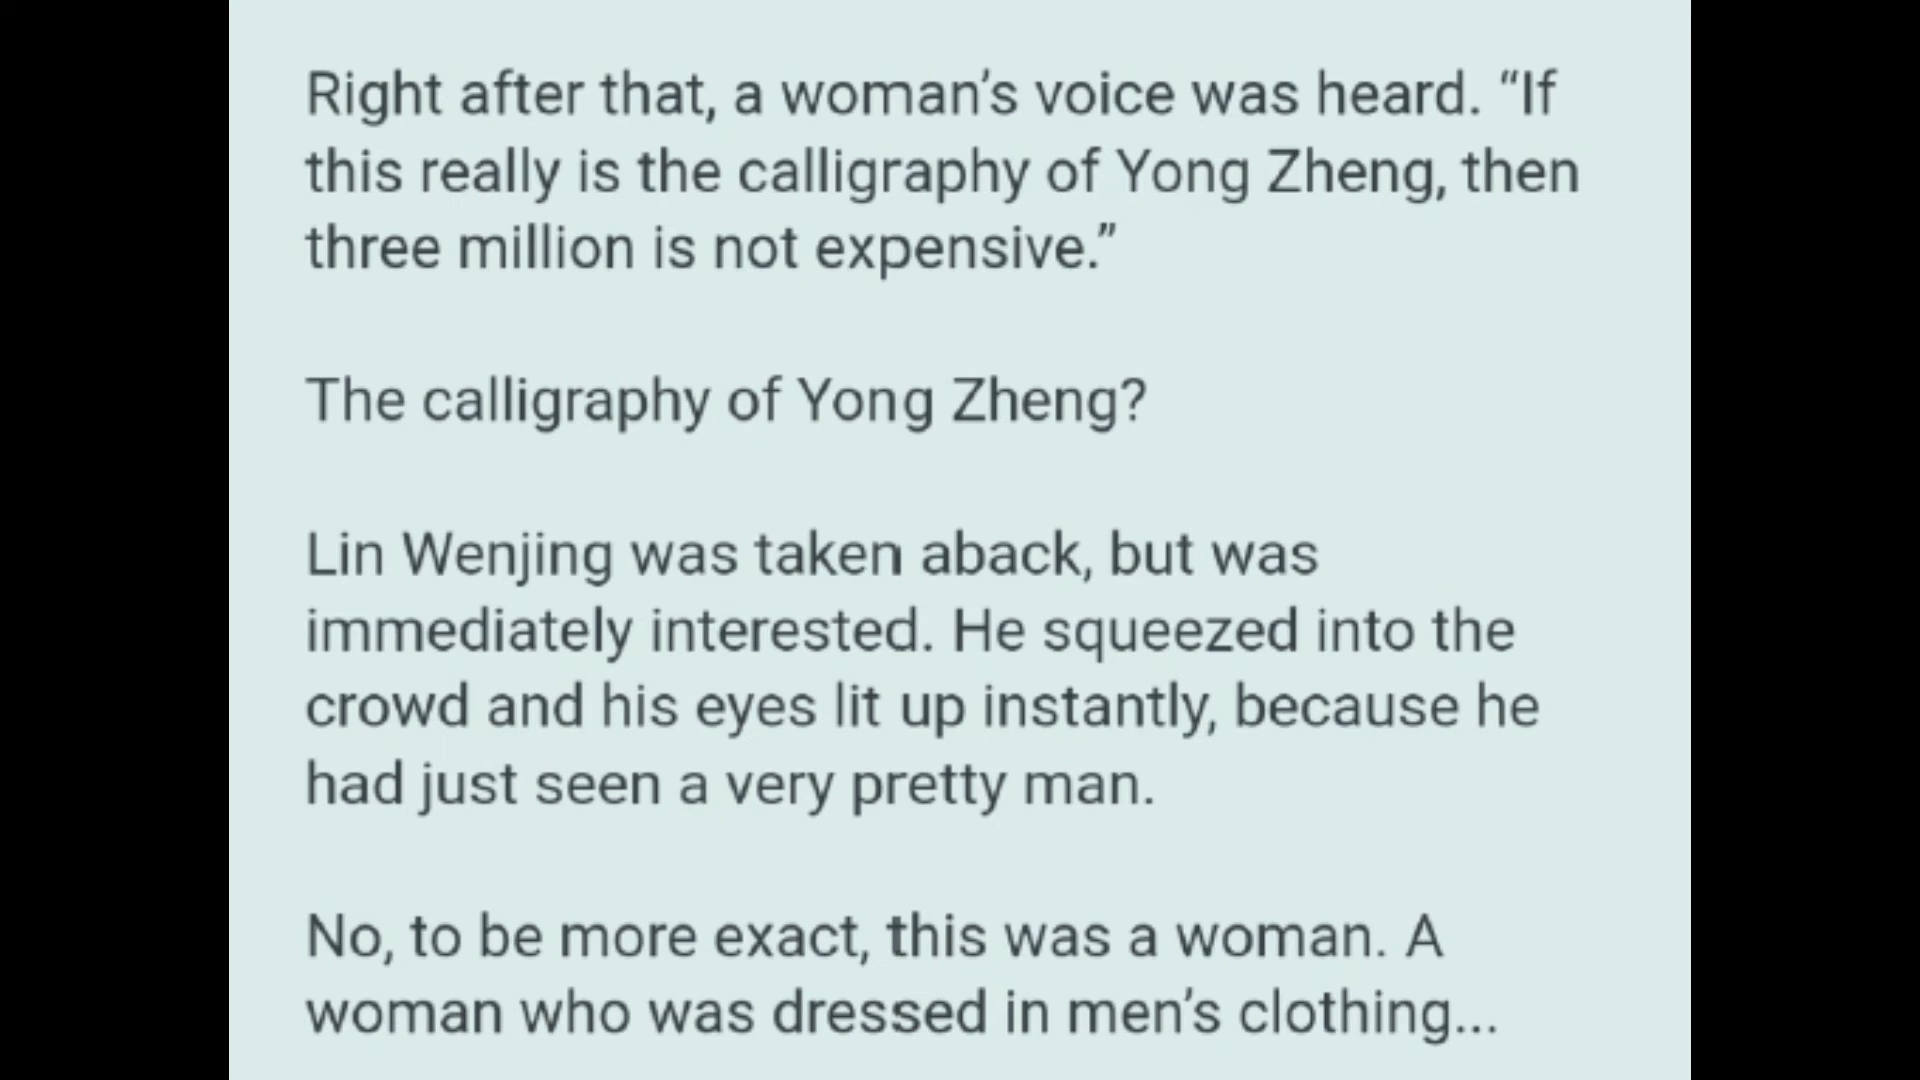 Right after that, a woman’s voice was heard. “If
this really is the calligraphy of Yong Zheng, then
three million is not expensive.”
The calligraphy of Yong Zheng?
Lin Wenjing was taken aback, but was
immediately interested. He squeezed into the
crowd and his eyes lit up instantly, because he
had just seen a very pretty man.
No, to be more exact, this was a woman. A
woman who was dressed in men’s clothing...